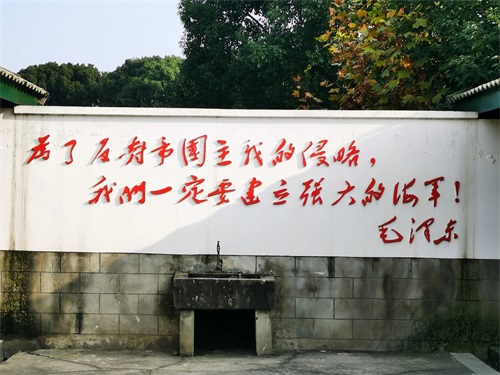 为了反对帝国主我的侵略，
我们一定要建立强大的海军！
毛泽东